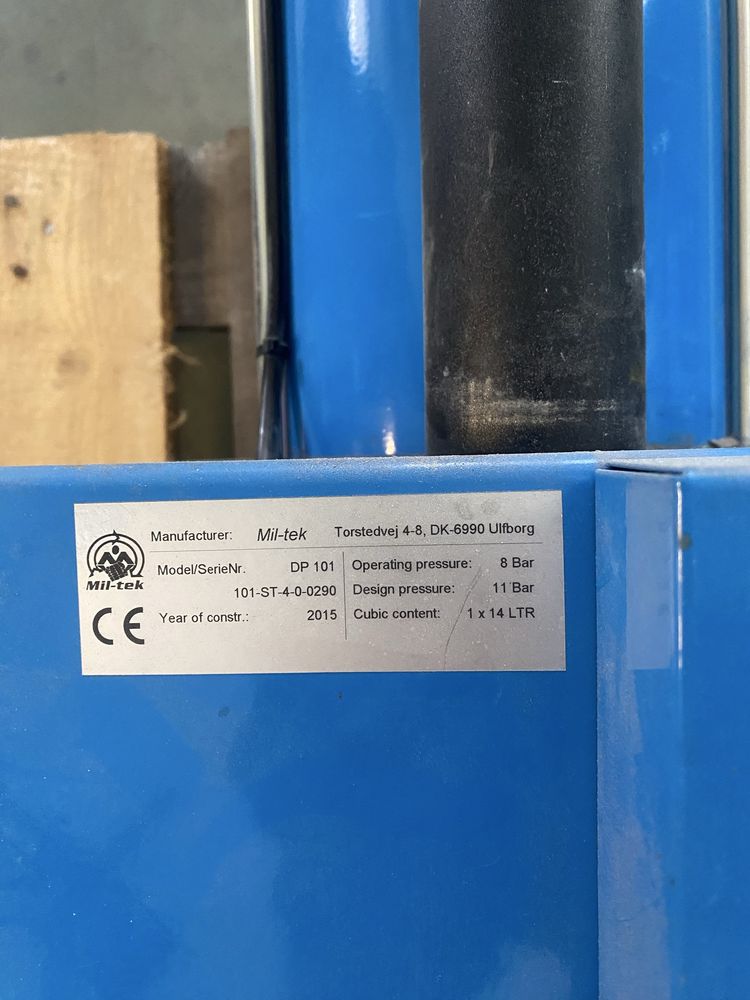 Manufacturer: Mil-tek Torstedvej 4-8, DK-6990 Ulfborg
Mil-tek
Model/SerieNr. DP 101
101-ST-4-0-0290
Year of constr.: 2015
Operating pressure: 8 Bar
Design pressure: 11 Bar
Cubic content: 1 x 14 LTR
CE